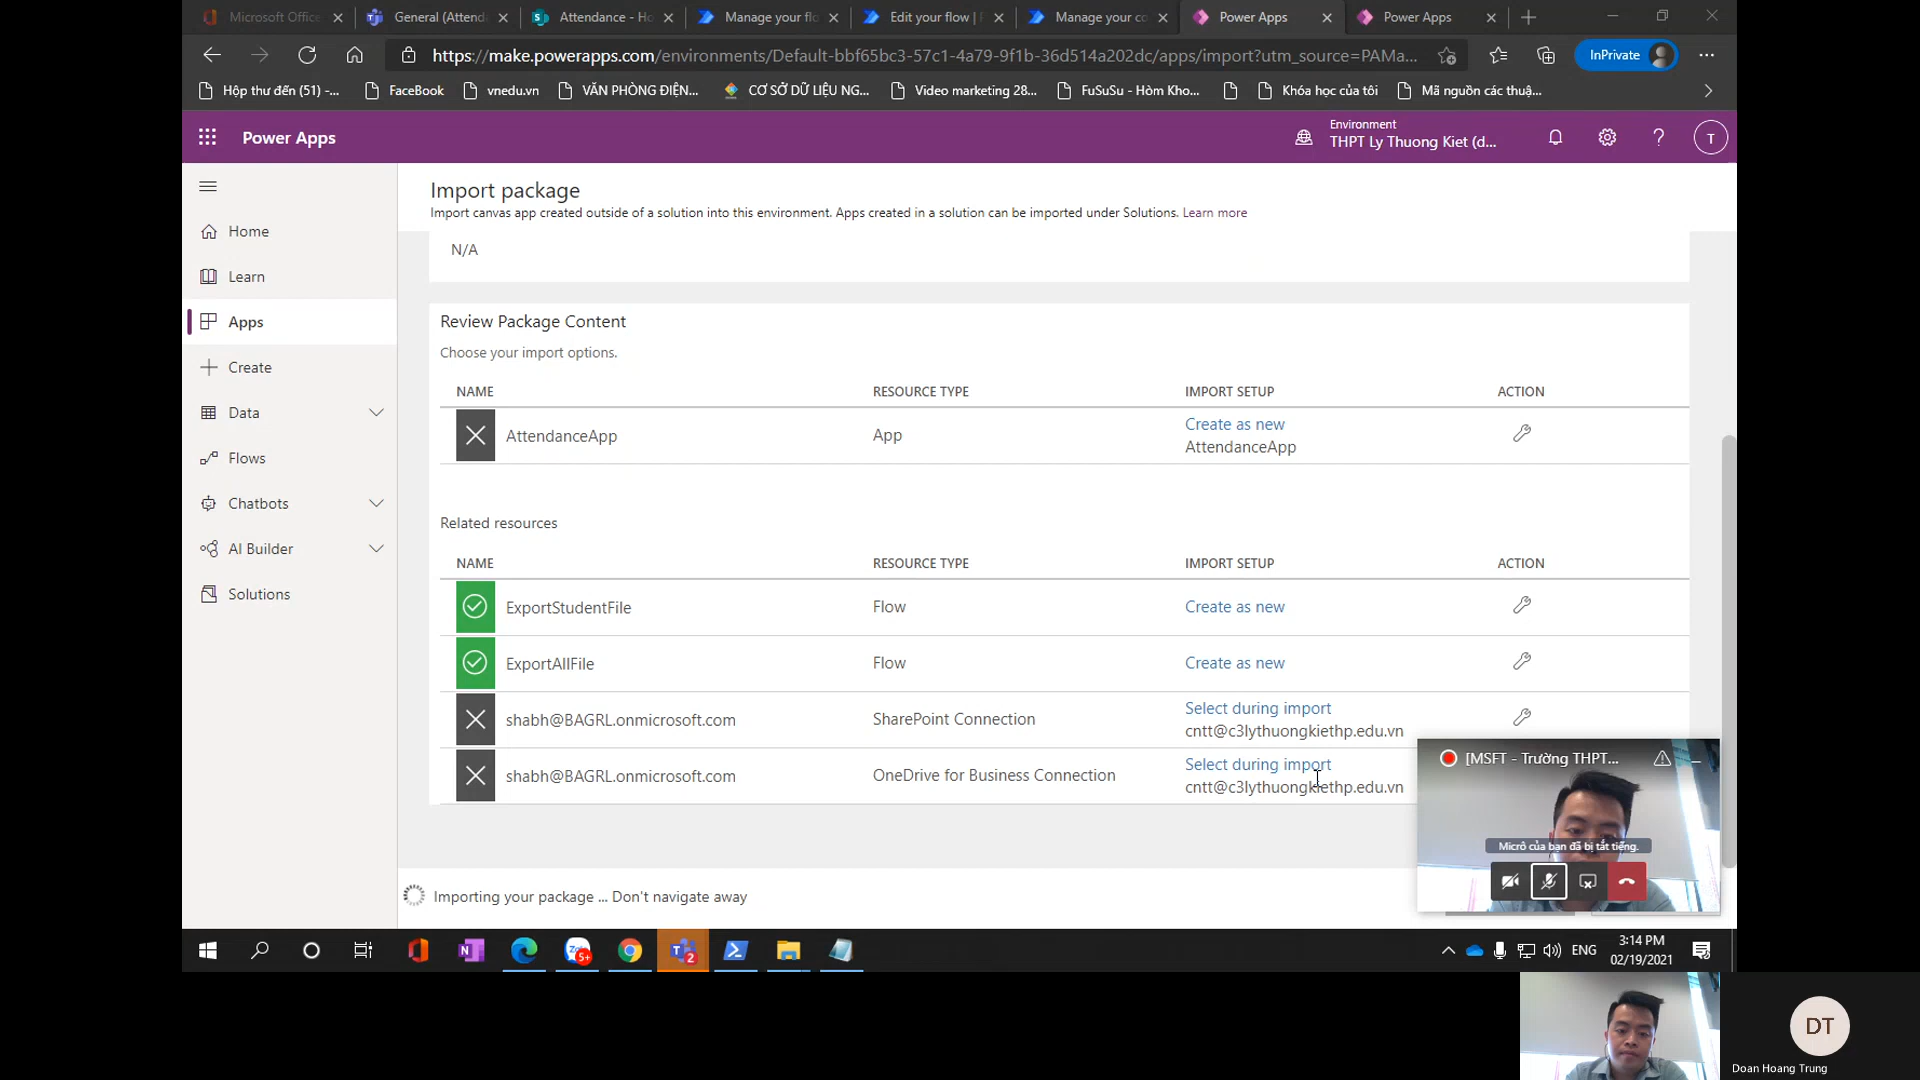 Microsoft Office
General (Attend
Attendance - Ho
Manage your flo
Edit your flow | P
Manage your co
Power Apps
Power Apps
https://make.powerapps.com/environments/Default-bbf65bc3-57c1-4a79-9f1b-36d514a202dc/apps/import?utm_source=PAMa...
InPrivate
Hộp thư đến (51) -...
FaceBook
vnedu.vn
VĂN PHÒNG ĐIỆN...
CƠ SỞ DỮ LIỆU NG...
Video marketing 28...
FuSuSu - Hòm Kho...
Khóa học của tôi
Mã nguồn các thuậ...
Power Apps
Environment
THPT Ly Thuong Kiet (d...
T
Home
Learn
Apps
Create
Data
Flows
Chatbots
AI Builder
Solutions
Import package
Import canvas app created outside of a solution into this environment. Apps created in a solution can be imported under Solutions. Learn more
N/A
Review Package Content
Choose your import options.
NAME RESOURCE TYPE IMPORT SETUP ACTION
AttendanceApp App Create as new
AttendanceApp
Related resources
NAME RESOURCE TYPE IMPORT SETUP ACTION
ExportStudentFile Flow Create as new
ExportAllFile Flow Create as new
shabh@BAGRL.onmicrosoft.com SharePoint Connection Select during import
cntt@c3lythuongkiethp.edu.vn
shabh@BAGRL.onmicrosoft.com OneDrive for Business Connection Select during import
cntt@c3lythuongkiethp.edu.vn
Importing your package ... Don't navigate away
[MSFT - Trường THPT...
Micrô của bạn đã bị tắt tiếng.
5+
2
ENG
3:14 PM
02/19/2021
DT
Doan Hoang Trung